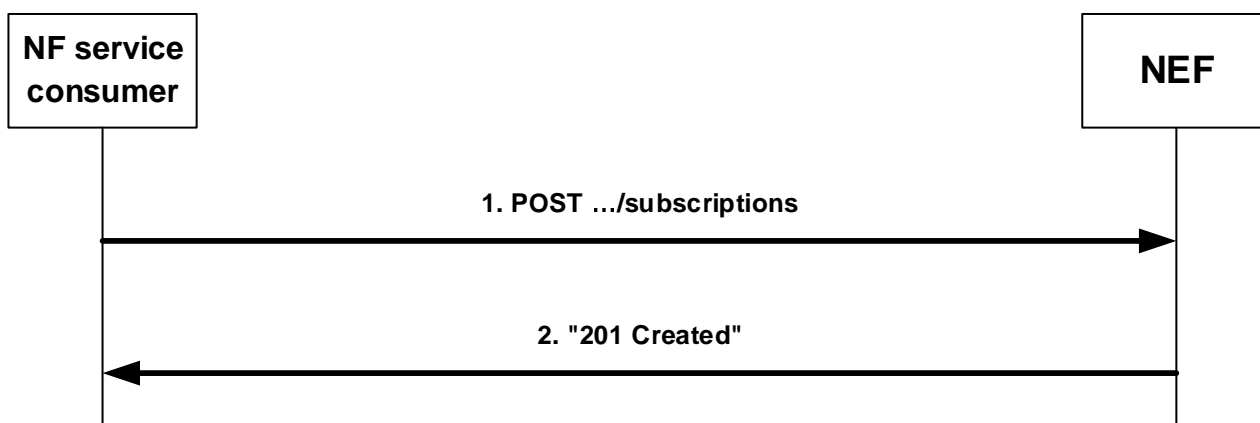 NF service
consumer
NEF
1. POST .../subscriptions
2. "201 Created"